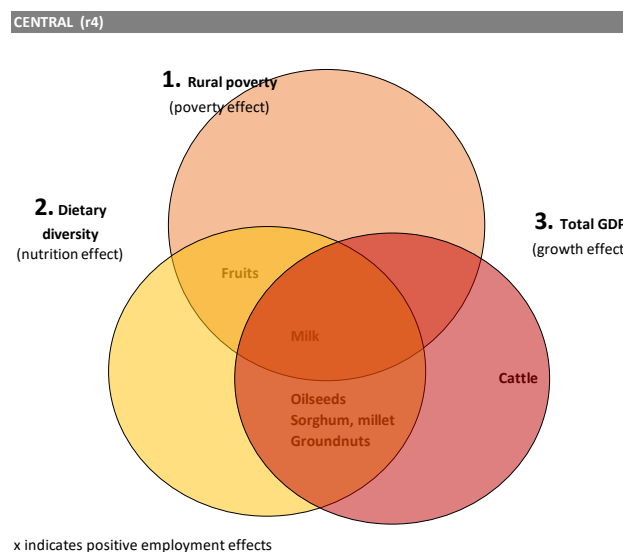 CENTRAL (r4)
1. Rural poverty
(poverty effect)
2. Dietary
diversity
(nutrition effect)
3. Total GDP
(growth effect
Fruits
Milk
Cattle
Oilseeds
Sorghum, millet
Groundnuts
x indicates positive employment effects